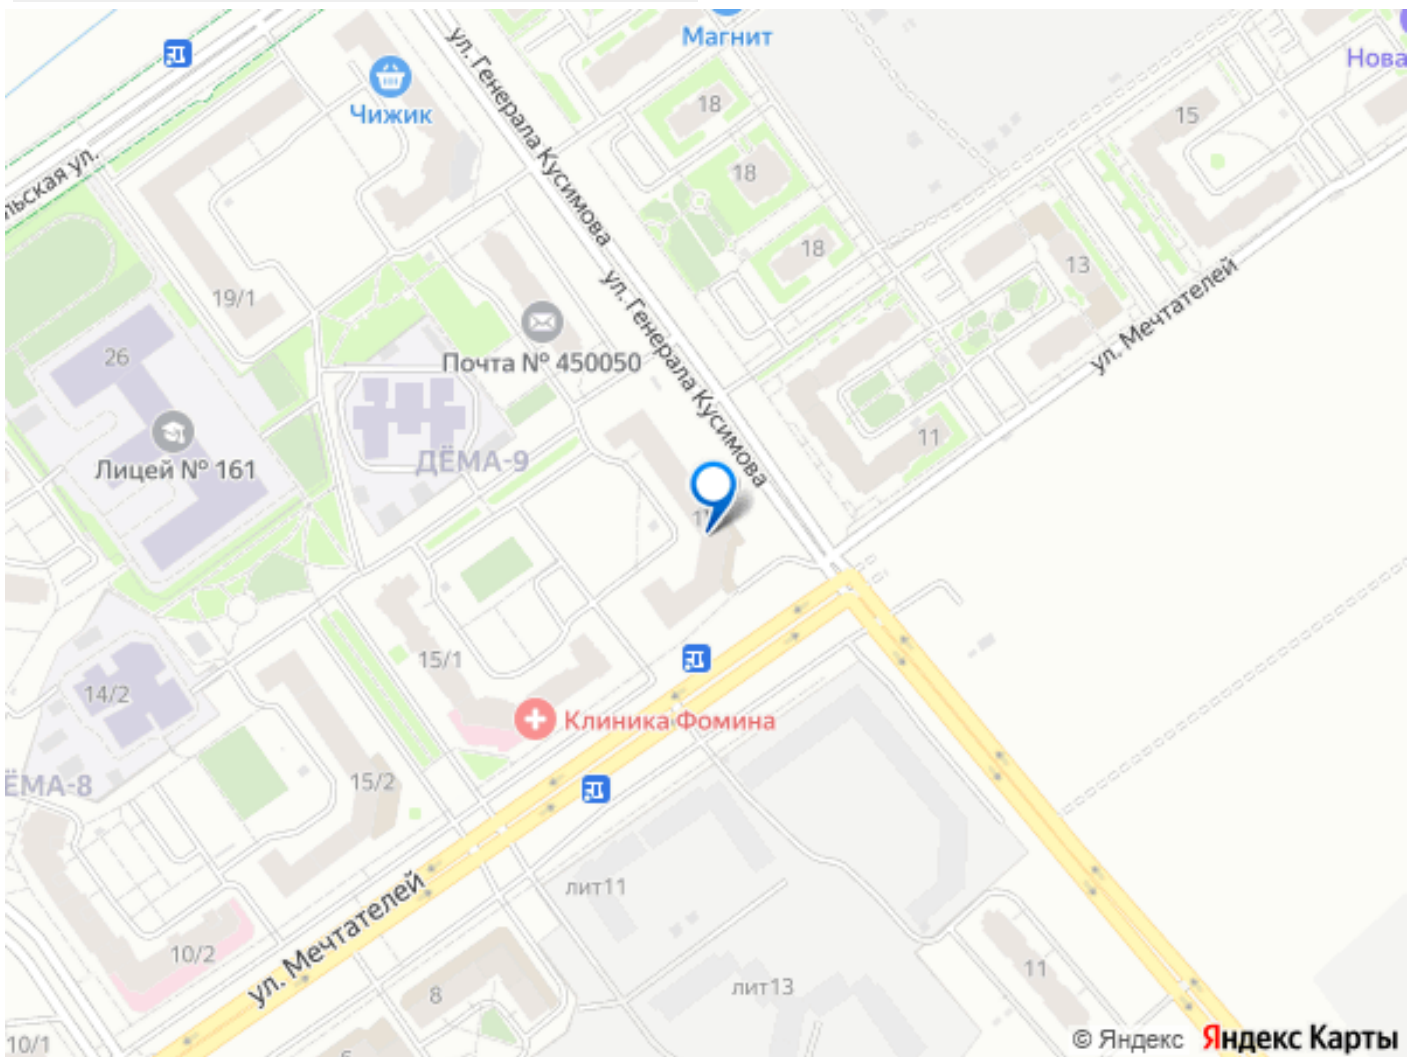 Магнит
Нова
ул. Генерала Кусимова
Чижик
18
15
льская ул.
18
18
13
19/1
ул. Генерала Кусимова
ул. Мечтателей
26
Почта № 450050
11
Лицей № 161
ДЁМА-9
15/1
14/2
Клиника Фомина
ЁМА-8
15/2
лит11
ул. Мечтателей
10/2
8
лит13
11
10/1
© Яндекс Яндекс Карты